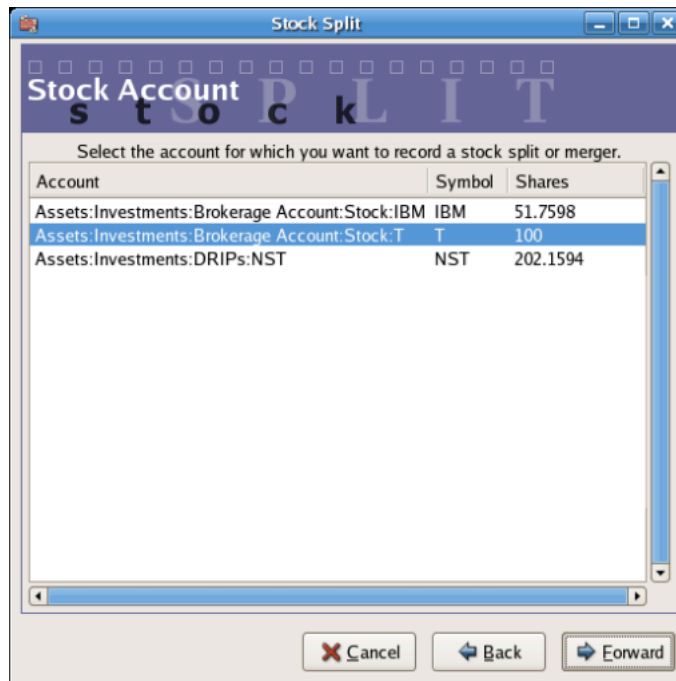 Stock Split
Stock Account
S P L I T
s t o c k
Select the account for which you want to record a stock split or merger.
Account Symbol Shares
Assets:Investments:Brokerage Account:Stock:IBM IBM 51.7598
Assets:Investments:Brokerage Account:Stock:T T 100
Assets:Investments:DRIPs:NST NST 202.1594
Cancel Back Forward